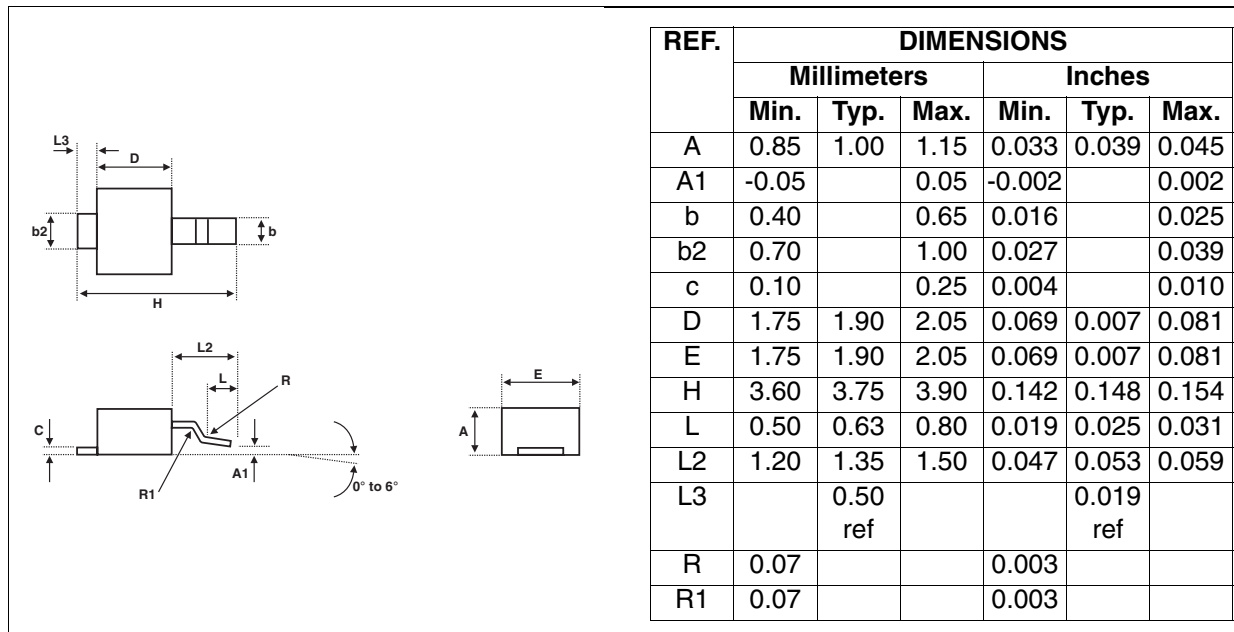 L3
D
b2
b
H
L2
L
R
C
A1
R1
0° to 6°
E
A
REF. DIMENSIONS
Millimeters Inches
Min. Typ. Max. Min. Typ. Max.
A 0.85 1.00 1.15 0.033 0.039 0.045
A1 -0.05 0.05 -0.002 0.002
b 0.40 0.65 0.016 0.025
b2 0.70 1.00 0.027 0.039
c 0.10 0.25 0.004 0.010
D 1.75 1.90 2.05 0.069 0.007 0.081
E 1.75 1.90 2.05 0.069 0.007 0.081
H 3.60 3.75 3.90 0.142 0.148 0.154
L 0.50 0.63 0.80 0.019 0.025 0.031
L2 1.20 1.35 1.50 0.047 0.053 0.059
L3 0.50 0.019
ref ref
R 0.07 0.003
R1 0.07 0.003